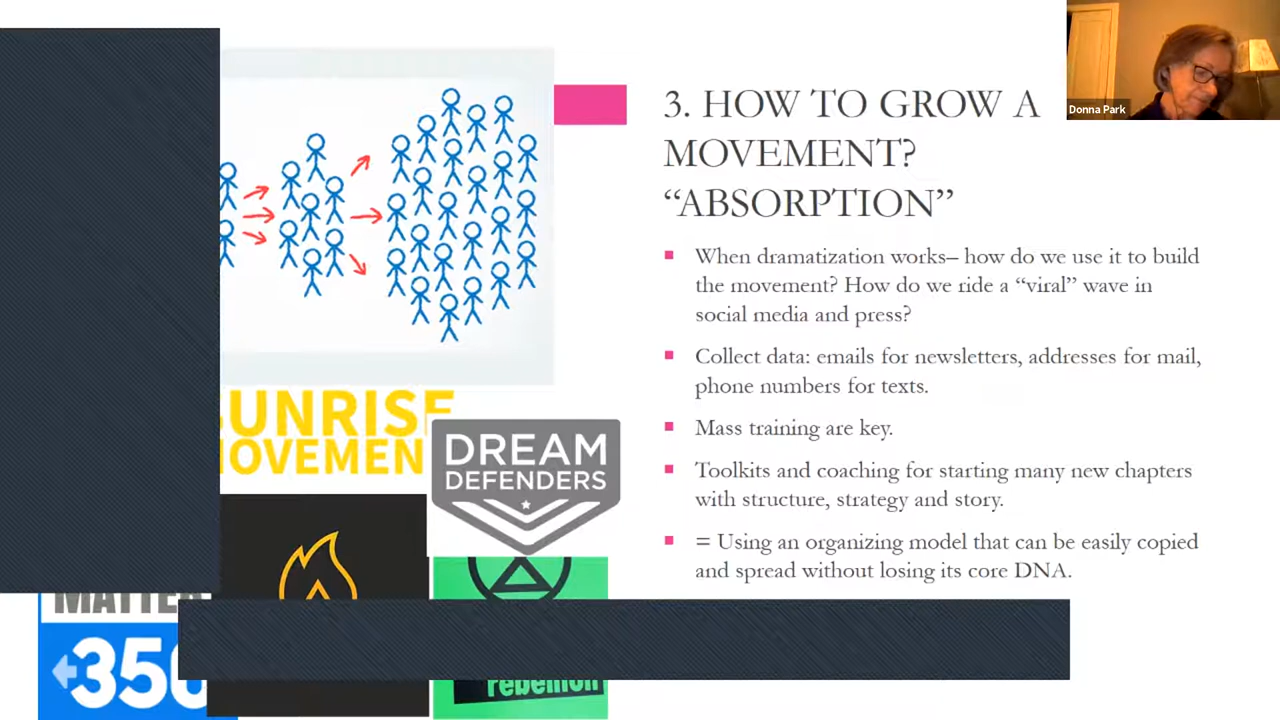 Donna Park
3. HOW TO GROW A
MOVEMENT?
“ABSORPTION”
When dramatization works– how do we use it to build
the movement? How do we ride a “viral” wave in
social media and press?
Collect data: emails for newsletters, addresses for mail,
phone numbers for texts.
Mass training are key.
Toolkits and coaching for starting many new chapters
with structure, strategy and story.
= Using an organizing model that can be easily copied
and spread without losing its core DNA.
UNRISE
OVEMEN
DREAM
DEFENDERS
MATTER
350
rebellion